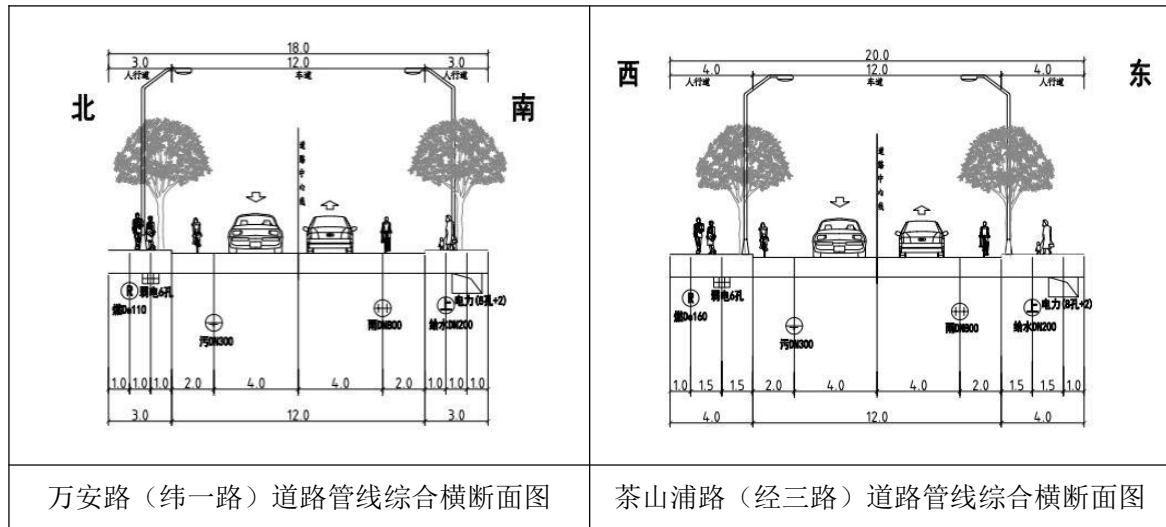 18.0
3.0 12.0 3.0
人行道 车道 人行道
北 南
道路中心线
R 弱电6孔 上 电力(8孔+2)
燃De110 雨DN800 给水DN200
污DN300
1.0 1.0 1.0 2.0 4.0 4.0 2.0 1.0 1.0 1.0
3.0 12.0 3.0
万安路（纬一路）道路管线综合横断面图
20.0
4.0 12.0 4.0
人行道 车道 人行道
西 东
道路中心线
R 弱电6孔 上 电力(8孔+2)
燃De160 雨DN800 给水DN200
污DN300
1.0 1.5 1.5 2.0 4.0 4.0 2.0 1.5 1.5 1.0
4.0 12.0 4.0
茶山浦路（经三路）道路管线综合横断面图